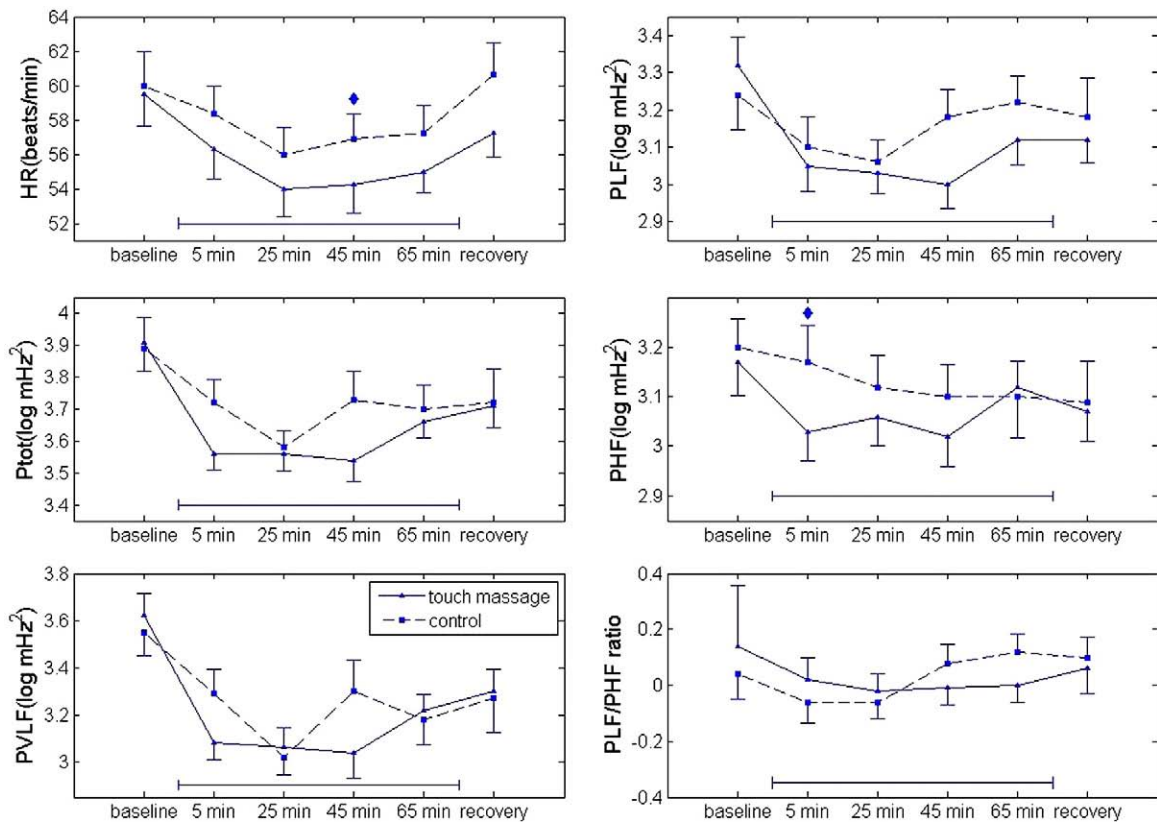 HR(beats/min)
64
62
60
58
56
54
52
baseline 5 min 25 min 45 min 65 min recovery
PLF(log mHz²)
3.4
3.3
3.2
3.1
3
2.9
baseline 5 min 25 min 45 min 65 min recovery
Ptot(log mHz²)
4
3.9
3.8
3.7
3.6
3.5
3.4
baseline 5 min 25 min 45 min 65 min recovery
PHF(log mHz²)
3.2
3.1
3
2.9
baseline 5 min 25 min 45 min 65 min recovery
PVLF(log mHz²)
3.8
3.6
3.4
3.2
3
touch massage
control
baseline 5 min 25 min 45 min 65 min recovery
PLF/PHF ratio
0.4
0.2
0
-0.2
-0.4
baseline 5 min 25 min 45 min 65 min recovery